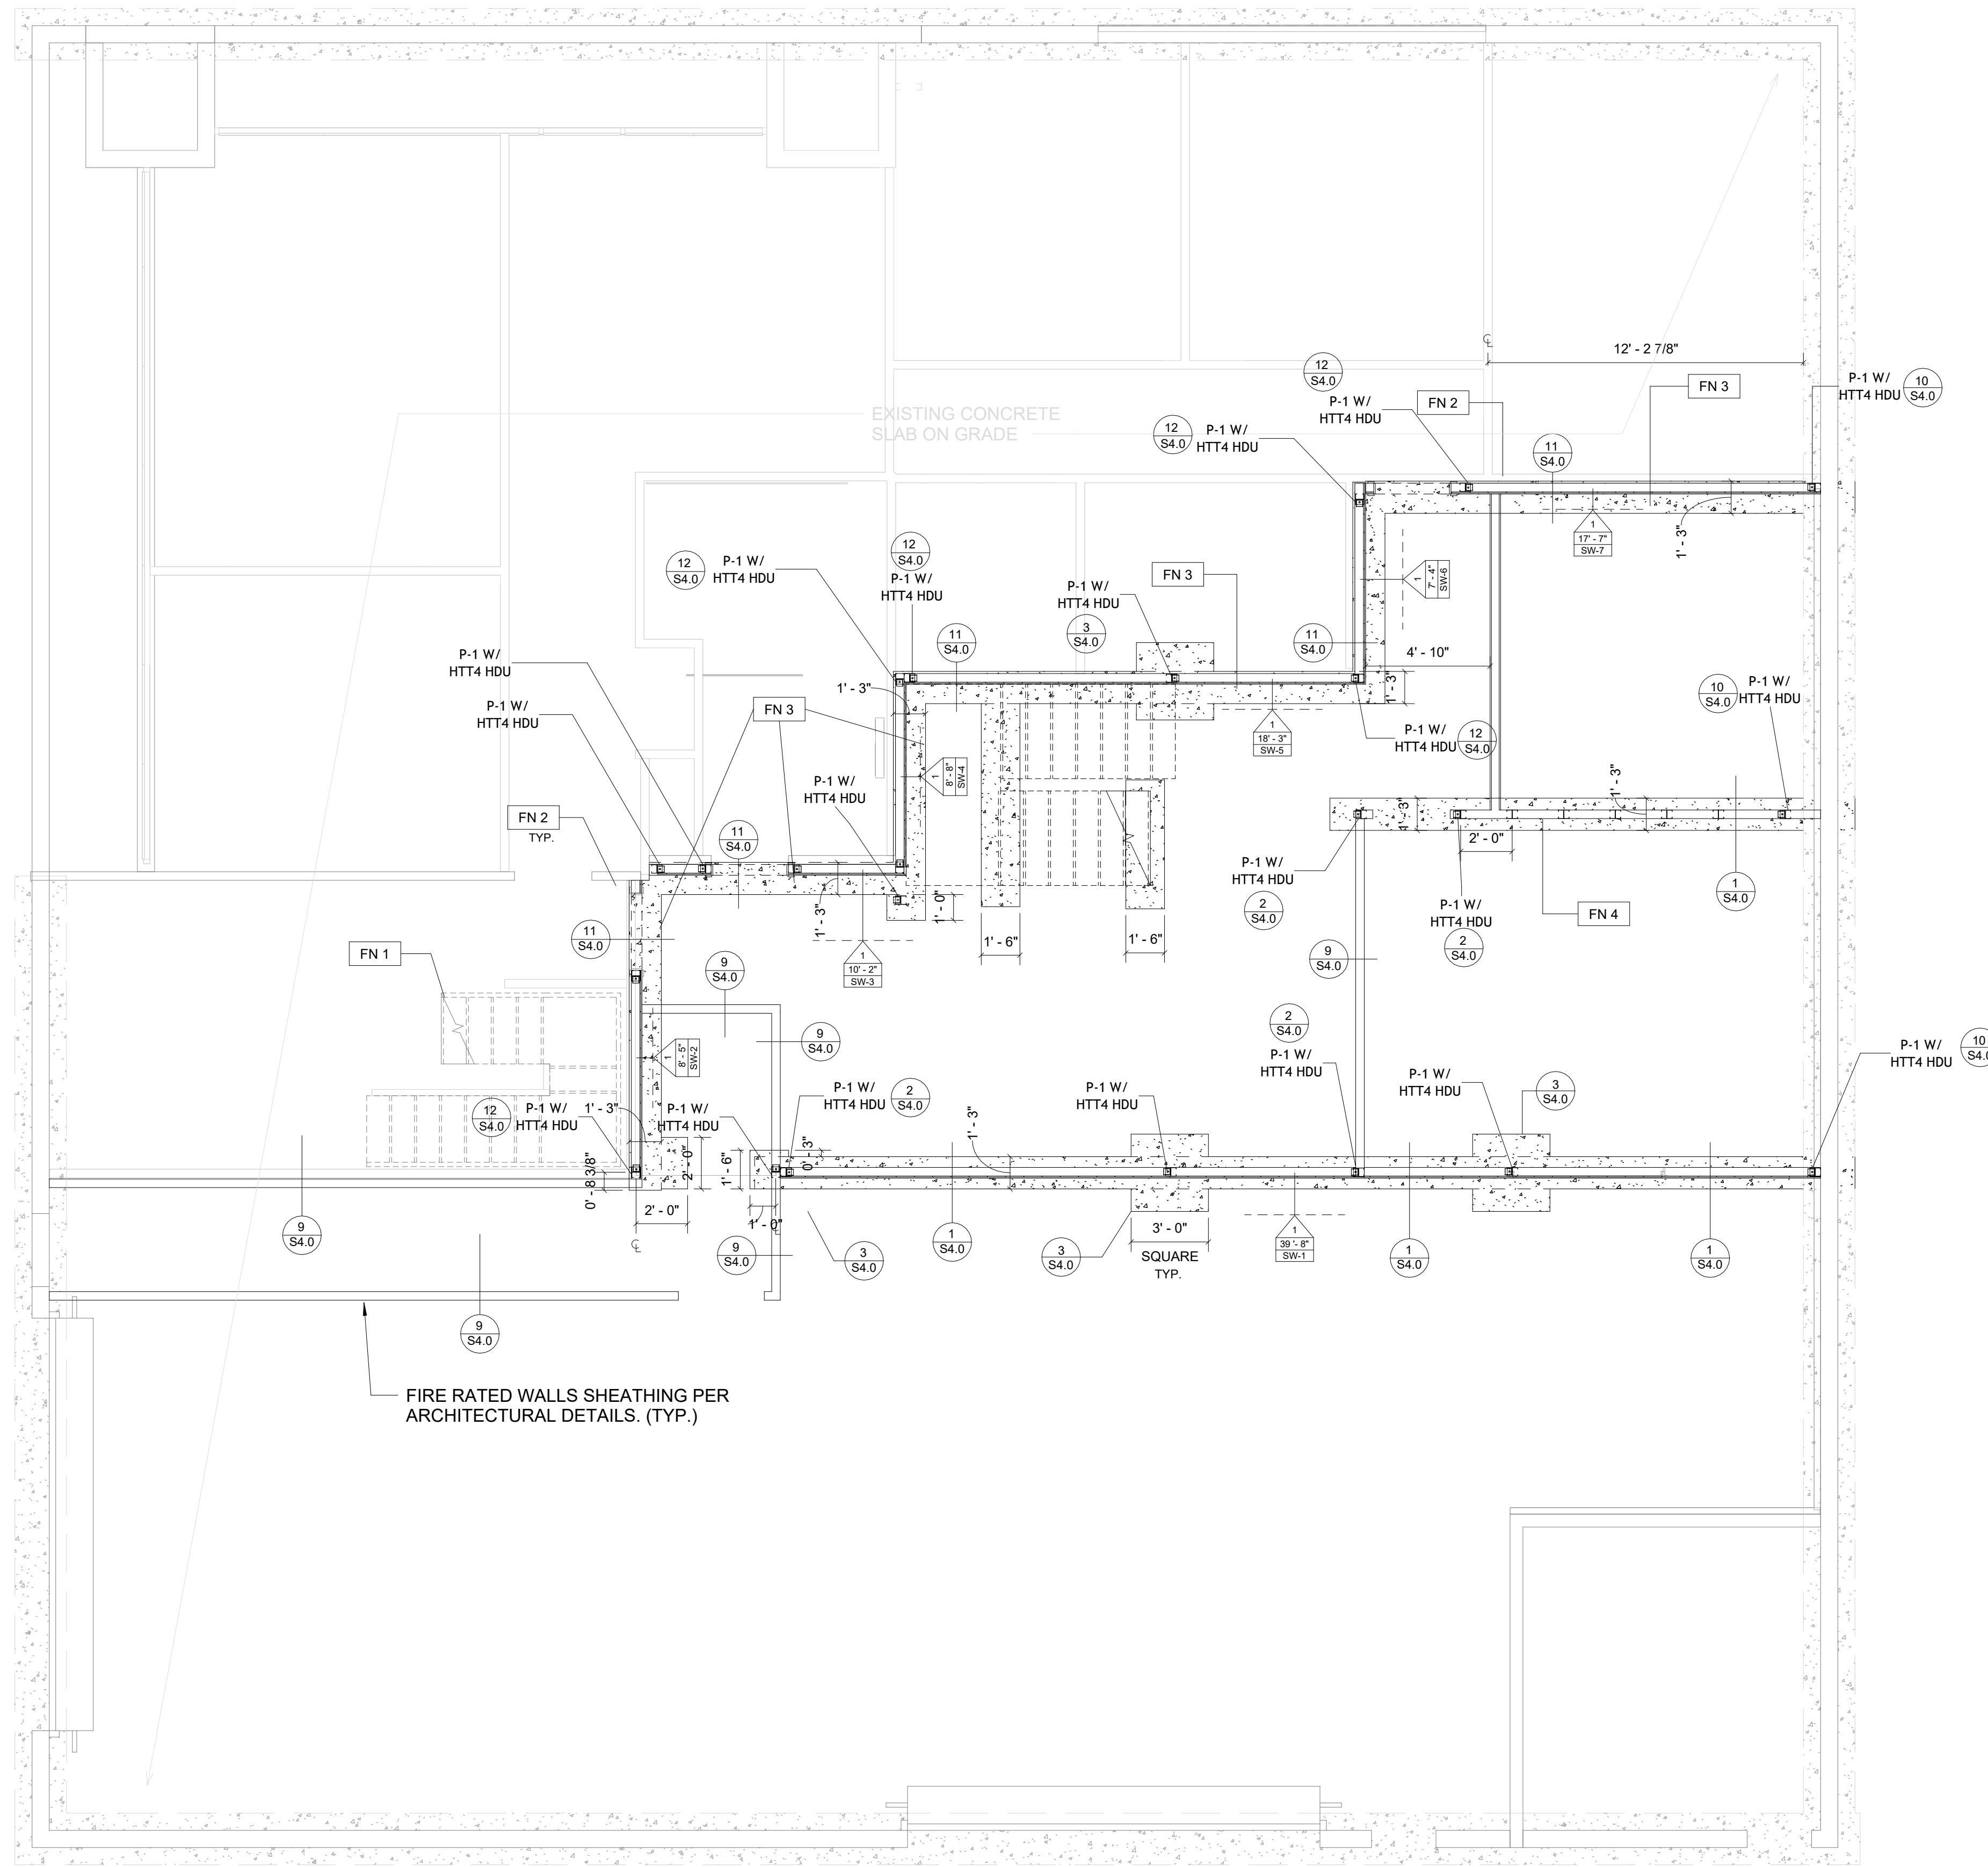 ℄
12' - 2 7/8"
12
S4.0
P-1 W/
HTT4 HDU
FN 2
FN 3
P-1 W/
HTT4 HDU
10
S4.0
EXISTING CONCRETE
SLAB ON GRADE
12
S4.0
P-1 W/
HTT4 HDU
11
S4.0
1
17' - 7"
SW-7
1' - 3"
12
S4.0
P-1 W/
HTT4 HDU
12
S4.0
P-1 W/
HTT4 HDU
P-1 W/
HTT4 HDU
3
S4.0
FN 3
1
7' - 4"
SW-6
11
S4.0
11
S4.0
4' - 10"
1' - 3"
P-1 W/
HTT4 HDU
P-1 W/
HTT4 HDU
FN 3
1' - 3"
1
18' - 3"
SW-5
P-1 W/
HTT4 HDU
12
S4.0
10
S4.0
P-1 W/
HTT4 HDU
1
8' - 8"
SW-4
P-1 W/
HTT4 HDU
FN 2
TYP.
11
S4.0
1' - 3"
1' - 3"
2' - 0"
P-1 W/
HTT4 HDU
2
S4.0
P-1 W/
HTT4 HDU
2
S4.0
FN 4
1
S4.0
1' - 3"
1' - 0"
1' - 6"
1' - 6"
11
S4.0
FN 1
9
S4.0
1
10' - 2"
SW-3
9
S4.0
9
S4.0
1
8' - 5"
SW-2
2
S4.0
P-1 W/
HTT4 HDU
P-1 W/
HTT4 HDU
10
S4.0
12
S4.0
P-1 W/
HTT4 HDU
1' - 3"
P-1 W/
HTT4 HDU
P-1 W/
HTT4 HDU
2
S4.0
1' - 3"
P-1 W/
HTT4 HDU
P-1 W/
HTT4 HDU
3
S4.0
0' - 8 3/8"
2' - 0"
1' - 6"
0' - 3"
2' - 0"
℄
1' - 0"
℄
9
S4.0
9
S4.0
3
S4.0
1
S4.0
3
S4.0
3' - 0"
SQUARE
TYP.
1
39 '- 8"
SW-1
1
S4.0
1
S4.0
9
S4.0
FIRE RATED WALLS SHEATHING PER
ARCHITECTURAL DETAILS. (TYP.)